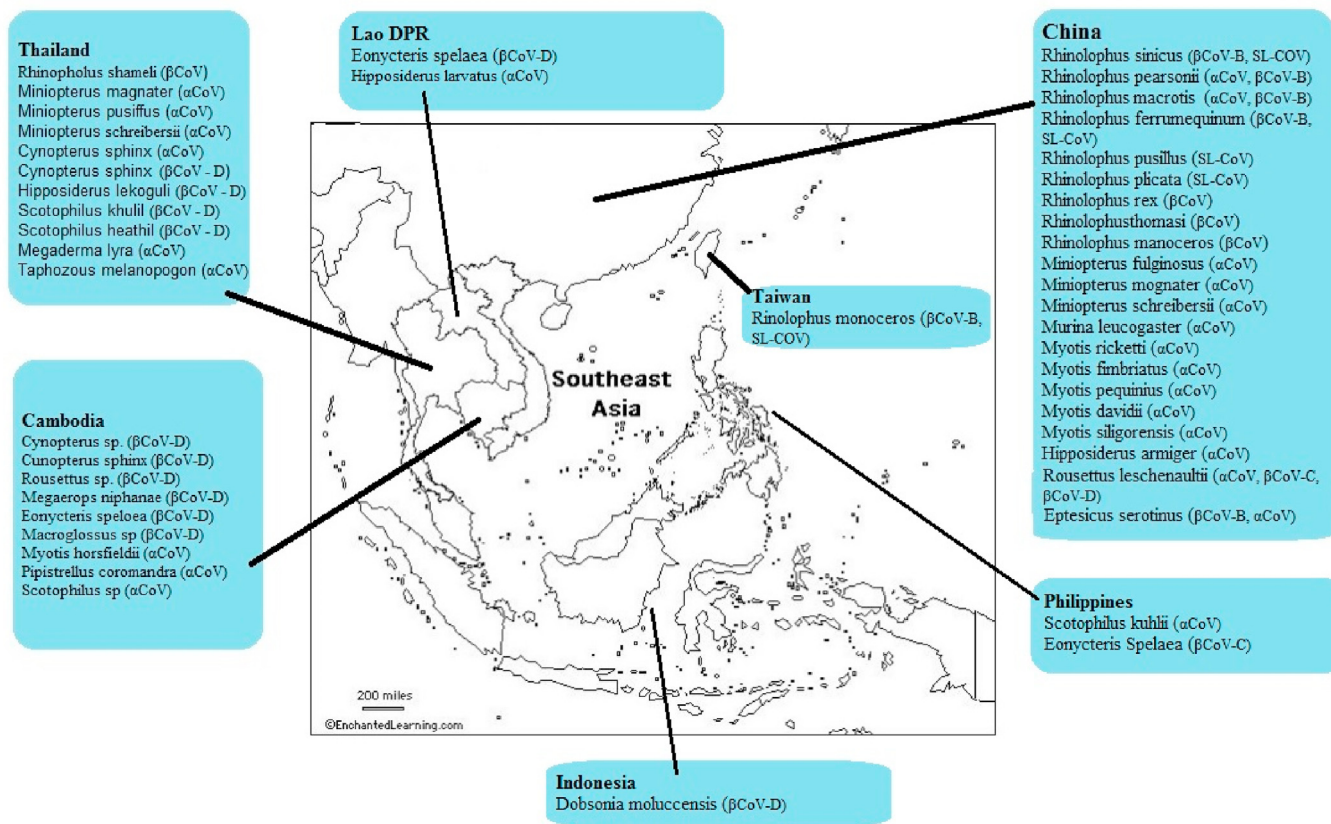 Thailand
Rhinopholus shameli (βCoV)
Miniopterus magnater (αCoV)
Miniopterus pusiffus (αCoV)
Miniopterus schreibersii (αCoV)
Cynopterus sphinx (αCoV)
Cynopterus sphinx (βCoV - D)
Hipposiderus lekoguli (βCoV - D)
Scotophilus khulil (βCoV - D)
Scotophilus heathil (βCoV - D)
Megaderma lyra (αCoV)
Taphozous melanopogon (αCoV)
Lao DPR
Eonycteris spelaea (βCoV-D)
Hipposiderus larvatus (αCoV)
China
Rhinolophus sinicus (βCoV-B, SL-COV)
Rhinolophus pearsonii (αCoV, βCoV-B)
Rhinolophus macrotis (αCoV, βCoV-B)
Rhinolophus ferrumequinum (βCoV-B,
SL-CoV)
Rhinolophus pusillus (SL-CoV)
Rhinolophus plicata (SL-CoV)
Rhinolophus rex (βCoV)
Rhinolophusthomasi (βCoV)
Rhinolophus manoceros (βCoV)
Miniopterus fulginosus (αCoV)
Miniopterus mognater (αCoV)
Miniopterus schreibersii (αCoV)
Murina leucogaster (αCoV)
Myotis ricketti (αCoV)
Myotis fimbriatus (αCoV)
Myotis pequinius (αCoV)
Myotis davidii (αCoV)
Myotis siligorensis (αCoV)
Hipposiderus armiger (αCoV)
Rousettus leschenaultii (αCoV, βCoV-C,
βCoV-D)
Eptesicus serotinus (βCoV-B, αCoV)
Taiwan
Rinolophus monoceros (βCoV-B,
SL-COV)
Southeast
Asia
Cambodia
Cynopterus sp. (βCoV-D)
Cunopterus sphinx (βCoV-D)
Rousettus sp. (βCoV-D)
Megaerops niphanae (βCoV-D)
Eonycteris speloea (βCoV-D)
Macroglossus sp (βCoV-D)
Myotis horsfieldii (αCoV)
Pipistrellus coromandra (αCoV)
Scotophilus sp (αCoV)
Philippines
Scotophilus kuhlii (αCoV)
Eonycteris Spelaea (βCoV-C)
200 miles
©EnchantedLearning.com
Indonesia
Dobsonia moluccensis (βCoV-D)